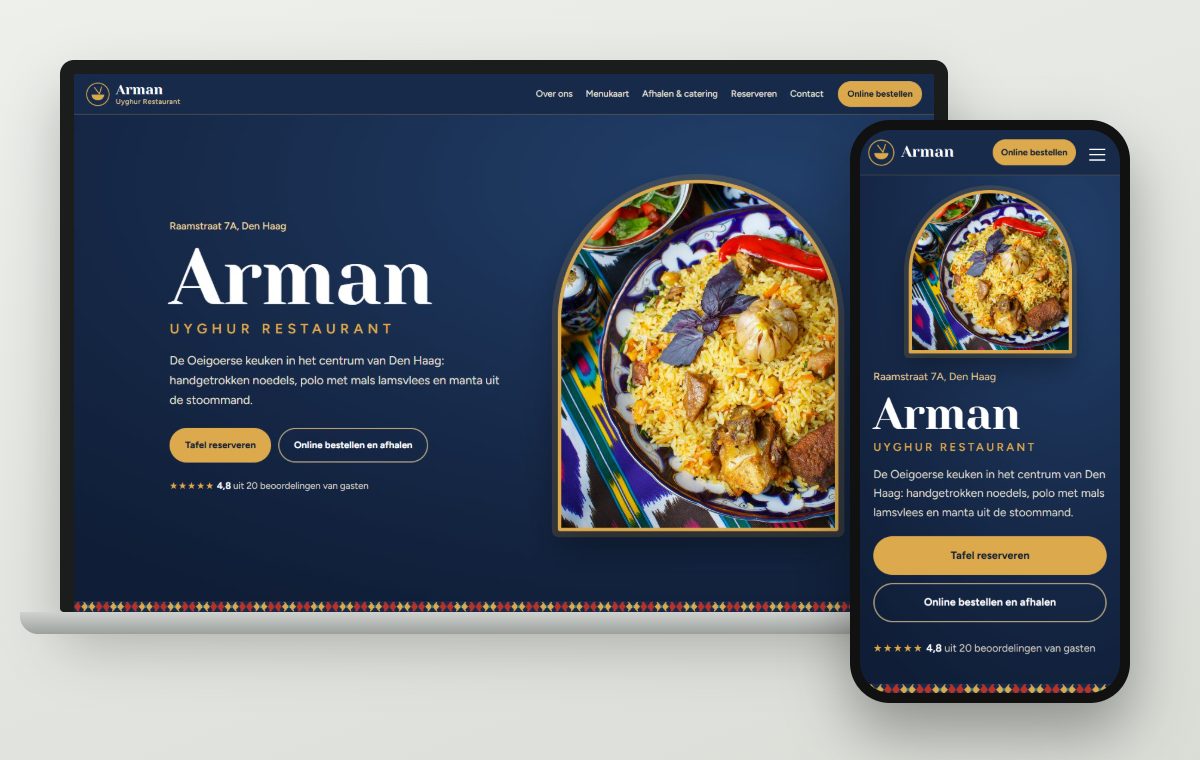 Arman
Uyghur Restaurant
Over ons Menukaart Afhalen & catering Reserveren Contact Online bestellen
Raamstraat 7A, Den Haag
Arman
UYGHUR RESTAURANT
De Oeigoerse keuken in het centrum van Den Haag:
handgetrokken noedels, polo met mals lamsvlees en manta uit
de stoommand.
Tafel reserveren Online bestellen en afhalen
★★★★★ 4,8 uit 20 beoordelingen van gasten
Arman Online bestellen
Raamstraat 7A, Den Haag
Arman
UYGHUR RESTAURANT
De Oeigoerse keuken in het centrum van Den
Haag: handgetrokken noedels, polo met mals
lamsvlees en manta uit de stoommand.
Tafel reserveren
Online bestellen en afhalen
★★★★★ 4,8 uit 20 beoordelingen van gasten